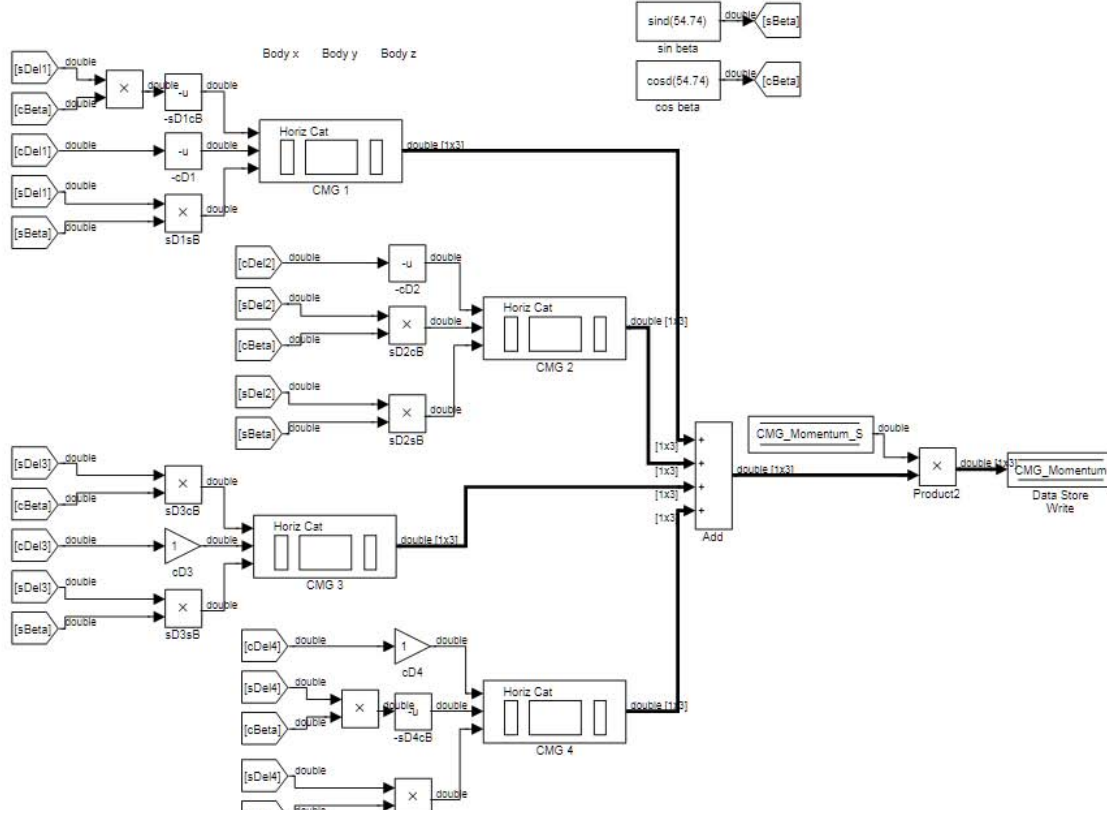 sind(54.74)
double
[sBeta]
sin beta
cosd(54.74)
double
[cBeta]
cos beta
Body x Body y Body z
[sDel1]
double
×
double
-u
-sD1cB
double
[cBeta]
double
[cDel1]
double
-u
-cD1
double
[sDel1]
double
[sBeta]
double
×
sD1sB
double
Horiz Cat
CMG 1
double [1x3]
[cDel2]
double
-u
-cD2
double
[sDel2]
double
[cBeta]
double
×
sD2cB
double
[sDel2]
double
[sBeta]
double
×
sD2sB
double
Horiz Cat
CMG 2
double [1x3]
[sDel3]
double
[cBeta]
double
×
sD3cB
double
[cDel3]
double
1
cD3
double
[sDel3]
double
[sBeta]
double
×
sD3sB
double
Horiz Cat
CMG 3
double [1x3]
[cDel4]
double
1
cD4
double
[sDel4]
double
[cBeta]
double
×
double
-u
-sD4cB
double
[sDel4]
double
double
×
double
Horiz Cat
CMG 4
double [1x3]
[1x3]
[1x3]
[1x3]
[1x3]
+
+
+
+
Add
double [1x3]
CMG_Momentum_S
double
×
Product2
double [1x3]
CMG_Momentum
Data Store
Write